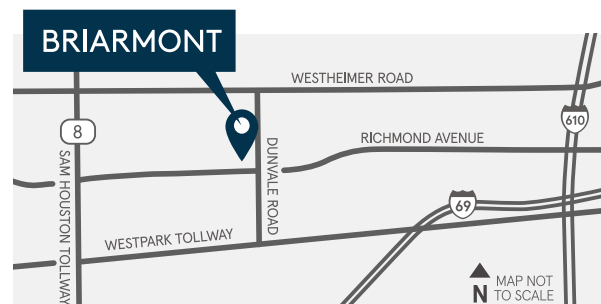 BRIARMONT
WESTHEIMER ROAD
8
610
RICHMOND AVENUE
DUNVALE ROAD
SAM HOUSTON TOLLWAY
69
WESTPARK TOLLWAY
MAP NOT
N TO SCALE